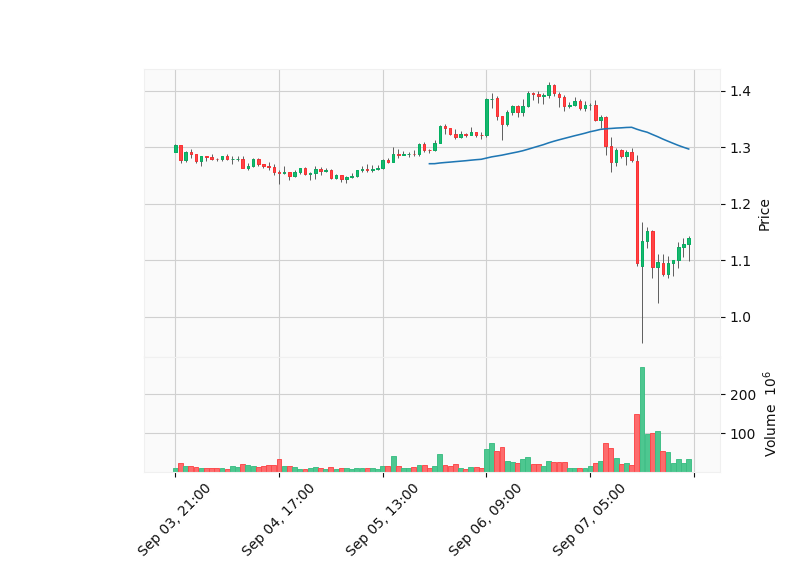 1.4
1.3
1.2
1.1
1.0
Price
200
100
Volume 10^6
Sep 03, 21:00
Sep 04, 17:00
Sep 05, 13:00
Sep 06, 09:00
Sep 07, 05:00